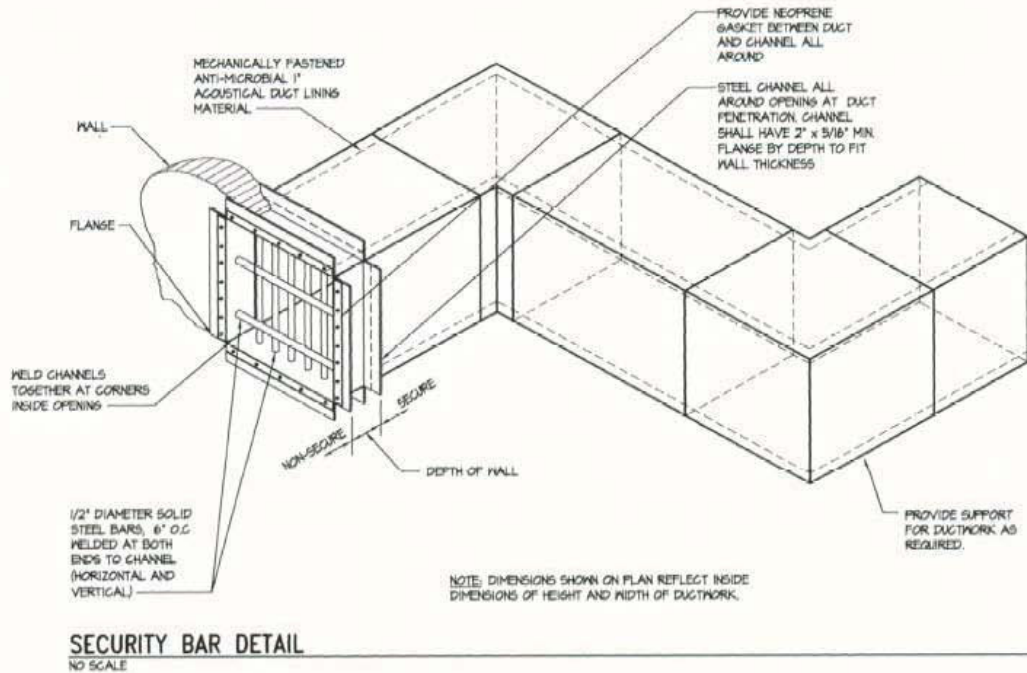 PROVIDE NEOPRENE
GASKET BETWEEN DUCT
AND CHANNEL ALL
AROUND
MECHANICALLY FASTENED
ANTI-MICROBIAL 1"
ACOUSTICAL DUCT LINING
MATERIAL
STEEL CHANNEL ALL
AROUND OPENING AT DUCT
PENETRATION. CHANNEL
SHALL HAVE 2" x 3/16" MIN.
FLANGE BY DEPTH TO FIT
WALL THICKNESS
WALL
FLANGE
WELD CHANNELS
TOGETHER AT CORNERS
INSIDE OPENING
NON-SECURE
SECURE
DEPTH OF WALL
1/2" DIAMETER SOLID
STEEL BARS, 6" O.C.
WELDED AT BOTH
ENDS TO CHANNEL
(HORIZONTAL AND
VERTICAL)
PROVIDE SUPPORT
FOR DUCTWORK AS
REQUIRED.
NOTE: DIMENSIONS SHOWN ON PLAN REFLECT INSIDE
DIMENSIONS OF HEIGHT AND WIDTH OF DUCTWORK.
SECURITY BAR DETAIL
NO SCALE